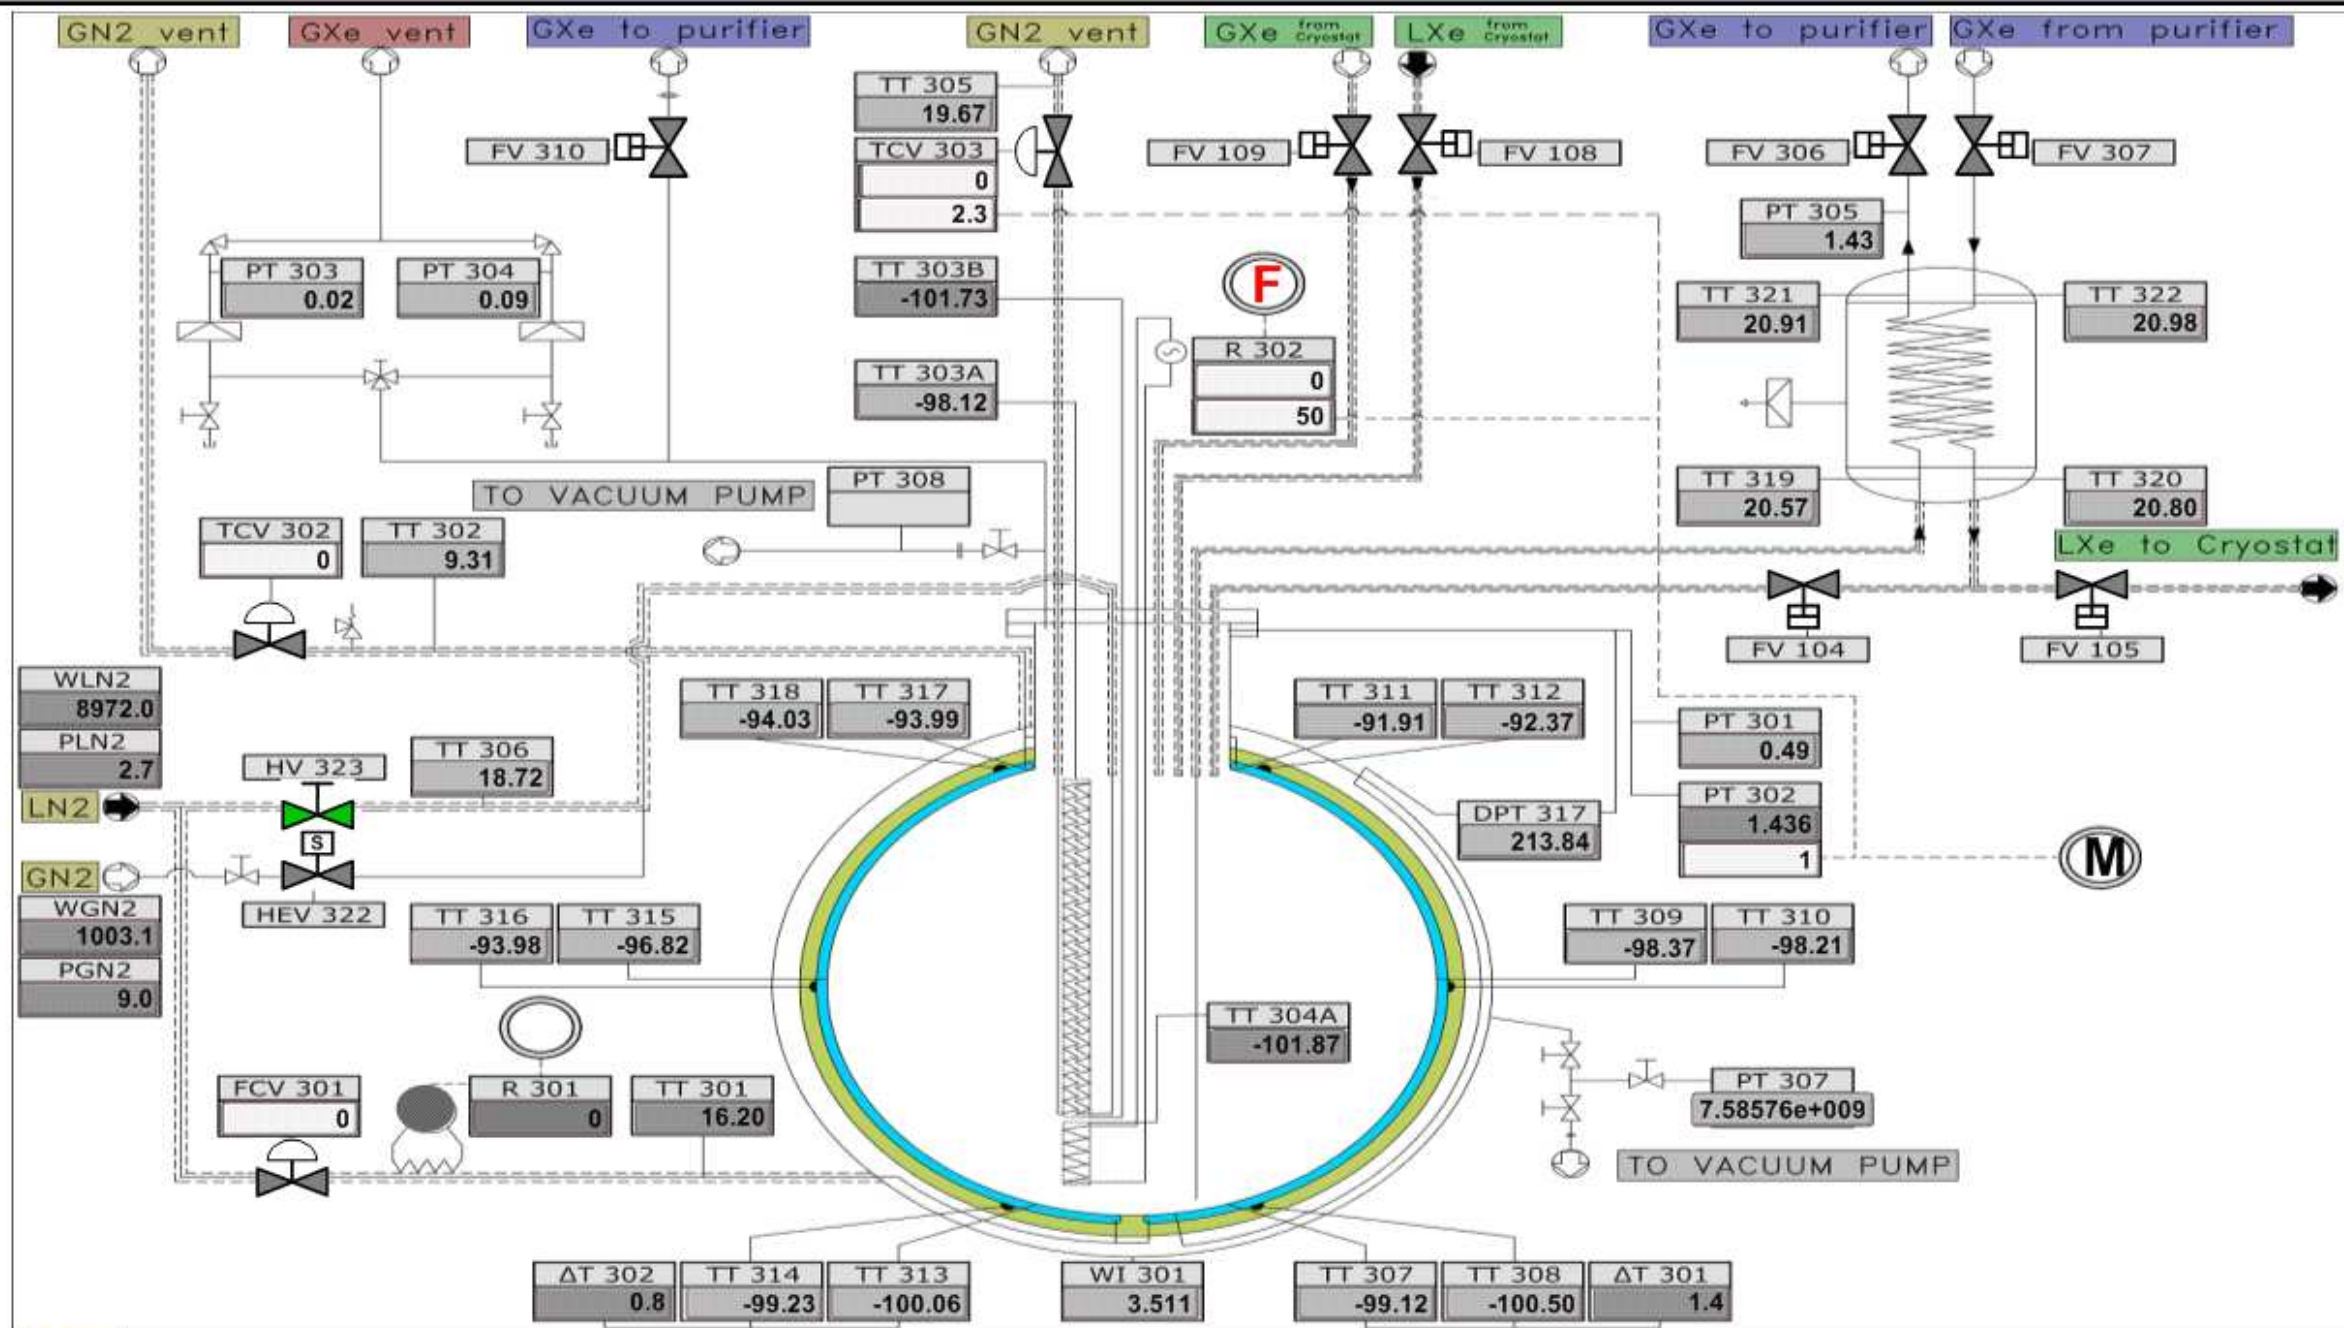 GN2 vent
GXe vent
GXe to purifier
GN2 vent
GXe from Cryostat
LXe from Cryostat
GXe to purifier
GXe from purifier
TT 305
19.67
FV 310
TCV 303
0
2.3
FV 109
FV 108
FV 306
FV 307
PT 305
1.43
PT 303
0.02
PT 304
0.09
TT 303B
-101.73
F
R 302
0
50
TT 321
20.91
TT 322
20.98
TT 303A
-98.12
S
TO VACUUM PUMP
PT 308
TT 319
20.57
TT 320
20.80
TCV 302
0
TT 302
9.31
LXe to Cryostat
FV 104
FV 105
WLN2
8972.0
PLN2
2.7
LN2
HV 323
TT 306
18.72
TT 318
-94.03
TT 317
-93.99
TT 311
-91.91
TT 312
-92.37
PT 301
0.49
PT 302
1.436
1
DPT 317
213.84
M
S
GN2
HEV 322
WGN2
1003.1
PGN2
9.0
TT 316
-93.98
TT 315
-96.82
TT 309
-98.37
TT 310
-98.21
TT 304A
-101.87
FCV 301
0
R 301
0
TT 301
16.20
PT 307
7.58576e+009
TO VACUUM PUMP
ΔT 302
0.8
TT 314
-99.23
TT 313
-100.06
WI 301
3.511
TT 307
-99.12
TT 308
-100.50
ΔT 301
1.4